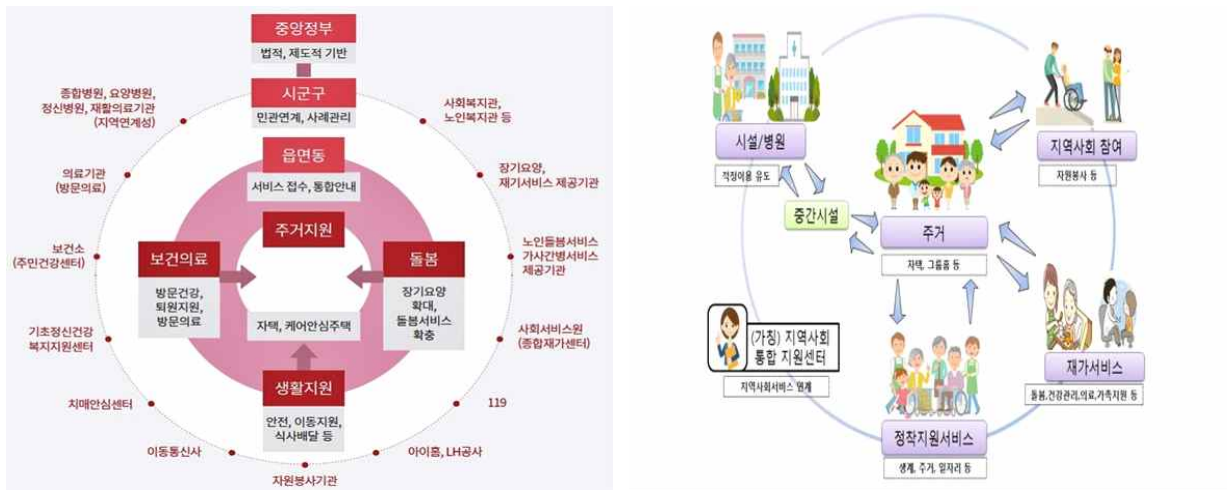 중앙정부
법적, 제도적 기반
시군구
민관연계, 사례관리
읍면동
서비스 접수, 통합안내
주거지원
자택, 케어안심주택
보건의료
방문건강,
퇴원지원,
방문의료
돌봄
장기요양
확대,
돌봄서비스
확충
생활지원
안전, 이동지원,
식사배달 등
종합병원, 요양병원,
정신병원, 재활의료기관
(지역연계성)
의료기관
(방문의료)
보건소
(주민건강센터)
기초정신건강
복지지원센터
치매안심센터
이동통신사
자원봉사기관
아이홈, LH공사
119
사회서비스원
(종합재가센터)
노인돌봄서비스
가사간병서비스
제공기관
장기요양,
재가서비스 제공기관
사회복지관,
노인복지관 등
시설/병원
적정이용 유도
중간시설
주거
자택, 그룹홈 등
지역사회 참여
자원봉사 등
(가칭) 지역사회
통합 지원센터
지역사회서비스 연계
재가서비스
돌봄,건강관리,의료,가족지원 등
정착지원서비스
생계, 주거, 일자리 등